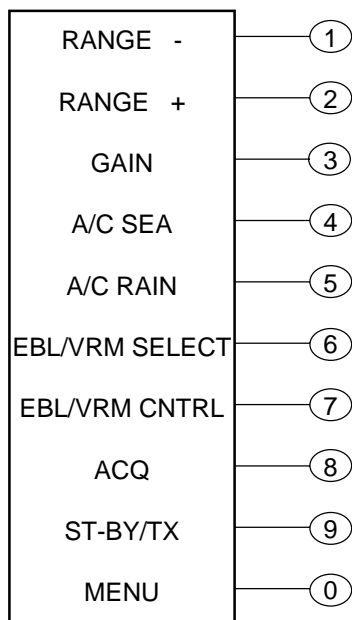 RANGE - 1
RANGE + 2
GAIN 3
A/C SEA 4
A/C RAIN 5
EBL/VRM SELECT 6
EBL/VRM CNTRL 7
ACQ 8
ST-BY/TX 9
MENU 0